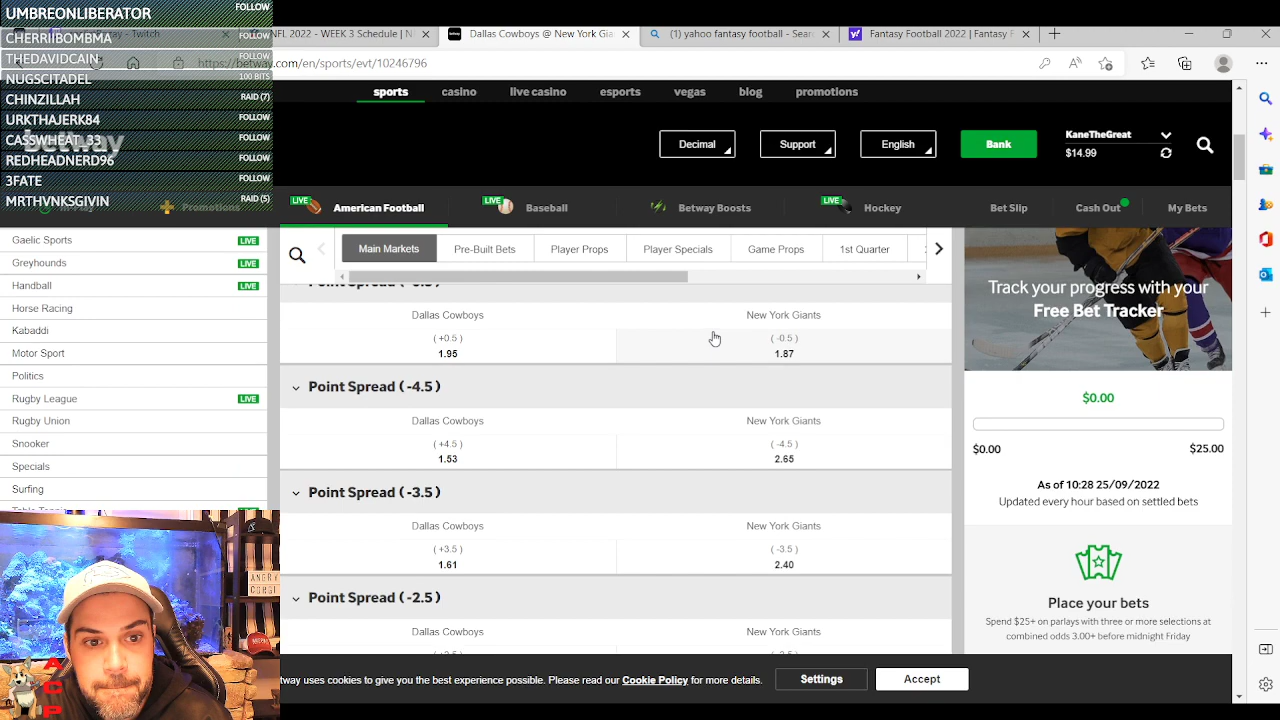 UMBREONLIBERATOR FOLLOW
CHERRIIBOMBMA FOLLOW
THEDAVIDCAIN FOLLOW
NUGSCITADEL 100 BITS
CHINZILLAH RAID (7)
URKTHAJERK84 FOLLOW
CASSWHEAT_33 FOLLOW
REDHEADNERD96 FOLLOW
3FATE FOLLOW
MRTHVNKSGIVIN RAID (5)
y - Twitch
NFL 2022 - WEEK 3 Schedule | N
Dallas Cowboys @ New York Gia
(1) yahoo fantasy football - Sear
Fantasy Football 2022 | Fantasy F
https://betway.com/en/sports/evt/10246796
sports casino live casino esports vegas blog promotions
betway
Decimal Support English Bank
KaneTheGreat
$14.99
Promotions
LIVE American Football LIVE Baseball Betway Boosts LIVE Hockey Bet Slip Cash Out My Bets
Main Markets Pre-Built Bets Player Props Player Specials Game Props 1st Quarter
Gaelic Sports LIVE
Greyhounds LIVE
Handball LIVE
Horse Racing
Kabaddi
Motor Sport
Politics
Rugby League LIVE
Rugby Union
Snooker
Specials
Surfing
Dallas Cowboys New York Giants
(+0.5) (-0.5)
1.95 1.87
Point Spread (-4.5)
Dallas Cowboys New York Giants
(+4.5) (-4.5)
1.53 2.65
Point Spread (-3.5)
Dallas Cowboys New York Giants
(+3.5) (-3.5)
1.61 2.40
Point Spread (-2.5)
Dallas Cowboys New York Giants
Track your progress with your
Free Bet Tracker
$0.00
$0.00 $25.00
As of 10:28 25/09/2022
Updated every hour based on settled bets
Place your bets
Spend $25+ on parlays with three or more selections at
combined odds 3.00+ before midnight Friday
tway uses cookies to give you the best experience possible. Please read our Cookie Policy for more details. Settings Accept
A
C
P